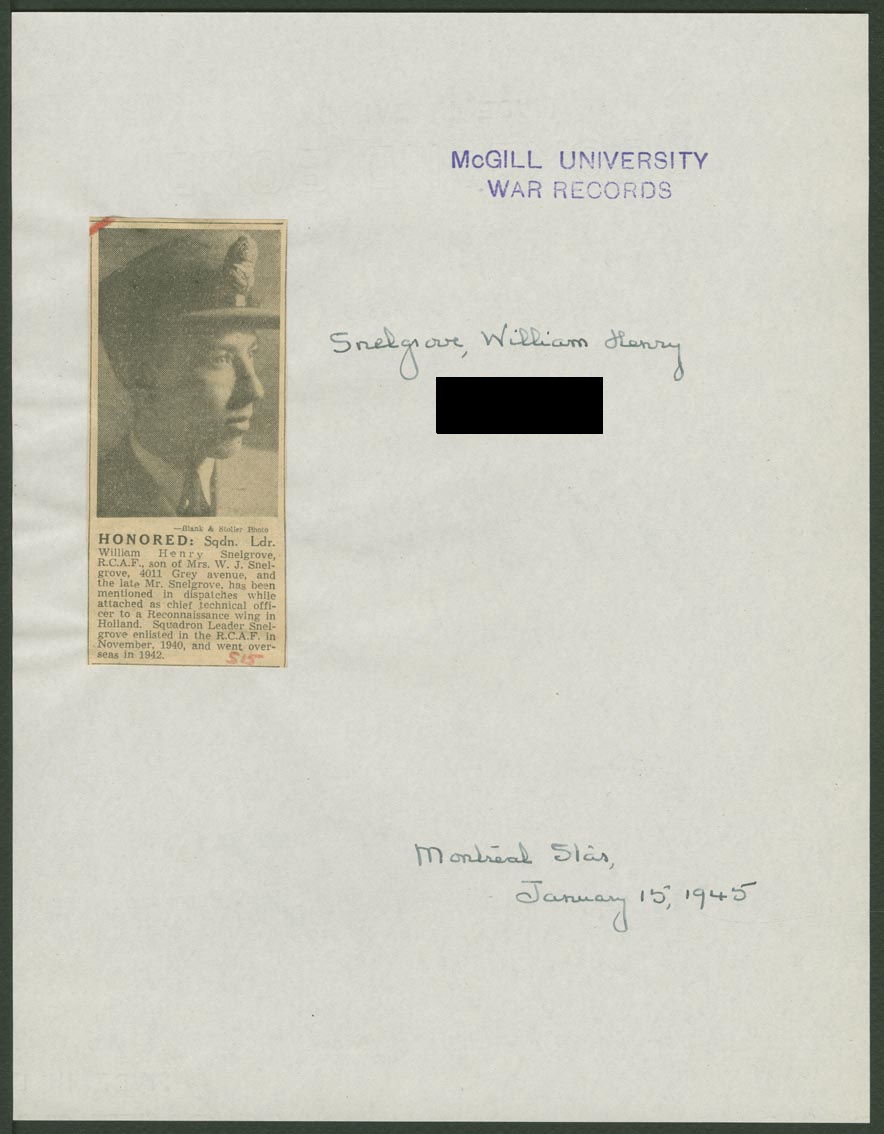 McGILL UNIVERSITY
WAR RECORDS
Snelgrove, William Henry
—Blank & Stoller Photo
HONORED: Sqdn. Ldr.
William Henry Snelgrove,
R.C.A.F., son of Mrs. W. J. Snel-
grove, 4011 Grey avenue, and
the late Mr. Snelgrove, has been
mentioned in dispatches while
attached as chief technical offi-
cer to a Reconnaissance wing in
Holland. Squadron Leader Snel-
grove enlisted in the R.C.A.F. in
November, 1940, and went over-
seas in 1942.
S15
Montreal Star,
January 15, 1945